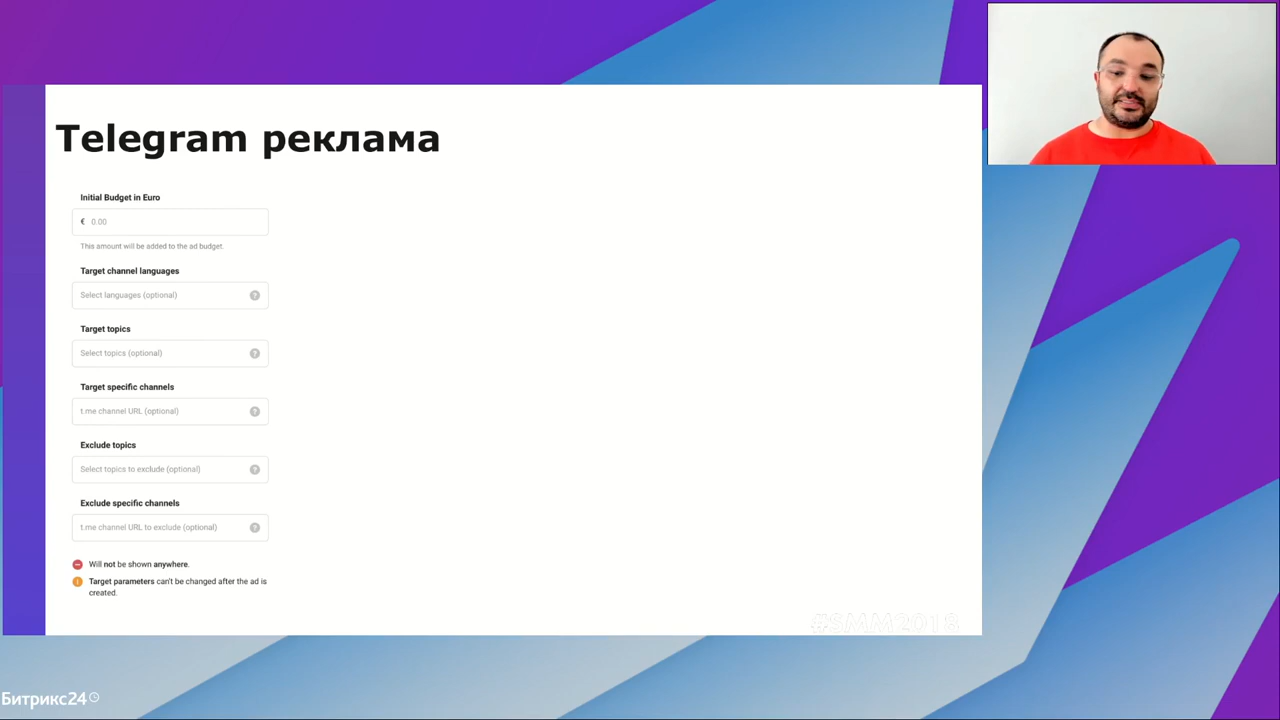 Telegram реклама
Initial Budget in Euro
€ 0.00
This amount will be added to the ad budget.
Target channel languages
Select languages (optional)
?
Target topics
Select topics (optional)
?
Target specific channels
t.me channel URL (optional)
?
Exclude topics
Select topics to exclude (optional)
?
Exclude specific channels
t.me channel URL to exclude (optional)
?
Will not be shown anywhere.
Target parameters can't be changed after the ad is
created.
#SMM2018
Битрикс24